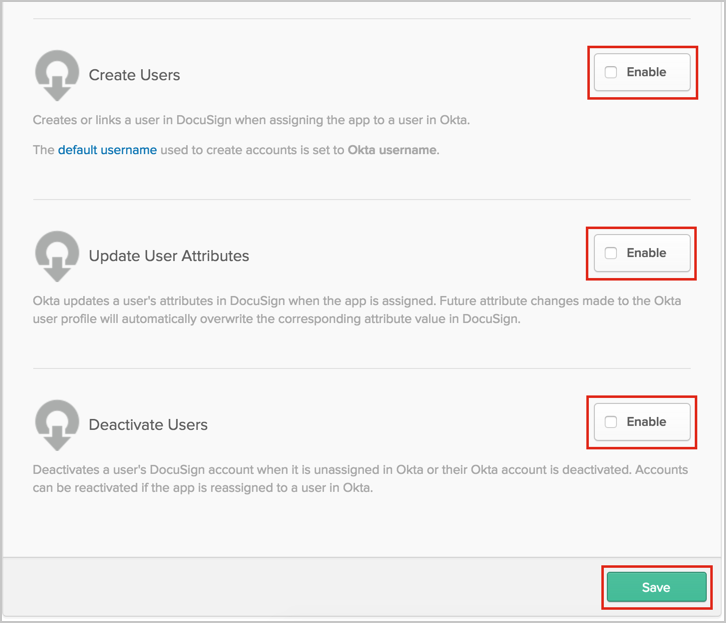 Create Users
Enable
Creates or links a user in DocuSign when assigning the app to a user in Okta.
The default username used to create accounts is set to Okta username.
Update User Attributes
Enable
Okta updates a user's attributes in DocuSign when the app is assigned. Future attribute changes made to the Okta
user profile will automatically overwrite the corresponding attribute value in DocuSign.
Deactivate Users
Enable
Deactivates a user's DocuSign account when it is unassigned in Okta or their Okta account is deactivated. Accounts
can be reactivated if the app is reassigned to a user in Okta.
Save